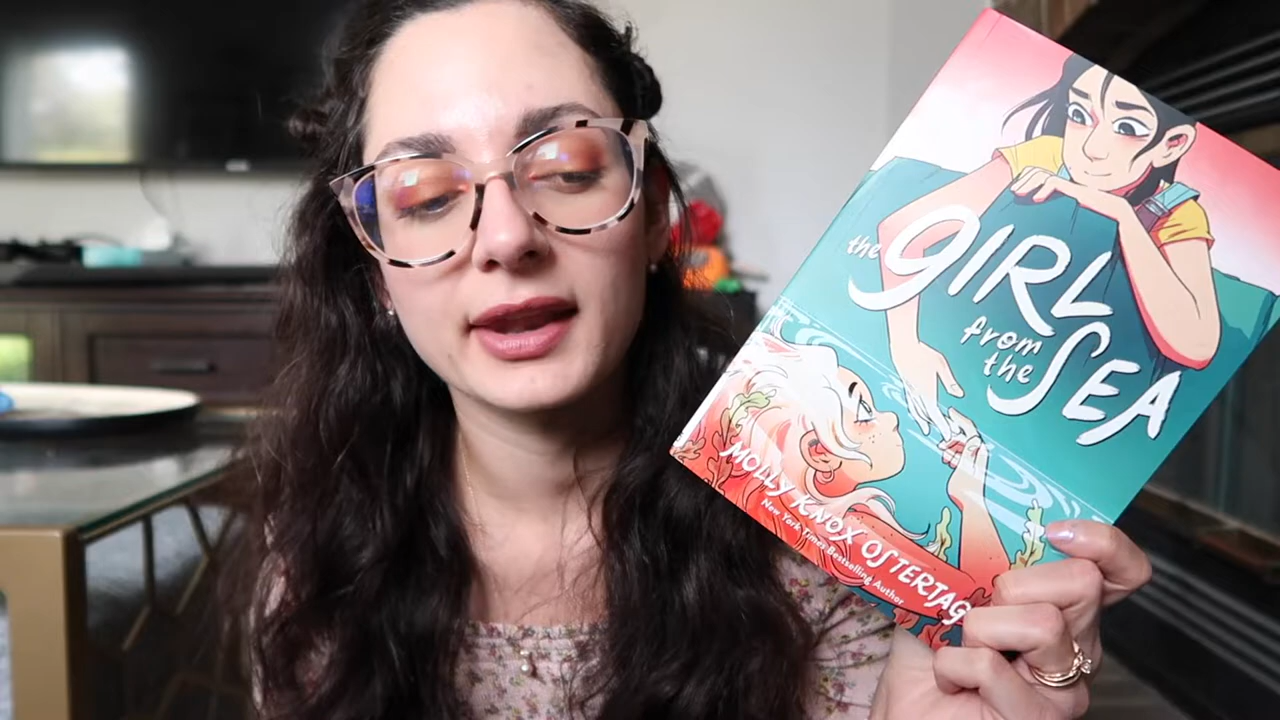 the GIRL
from
the SEA
MOLLY KNOX OSTERTAG
New York Times Bestselling Author